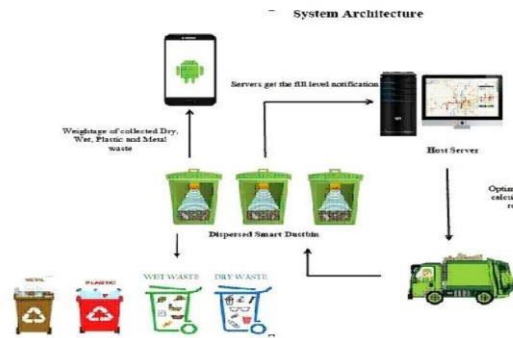 System Architecture
Servers get the fill level notification
Weightage of collected Dry,
Wet, Plastic and Metal
waste
Host Server
Dispersed Smart Dustbin
PLASTIC
WET WASTE
DRY WASTE